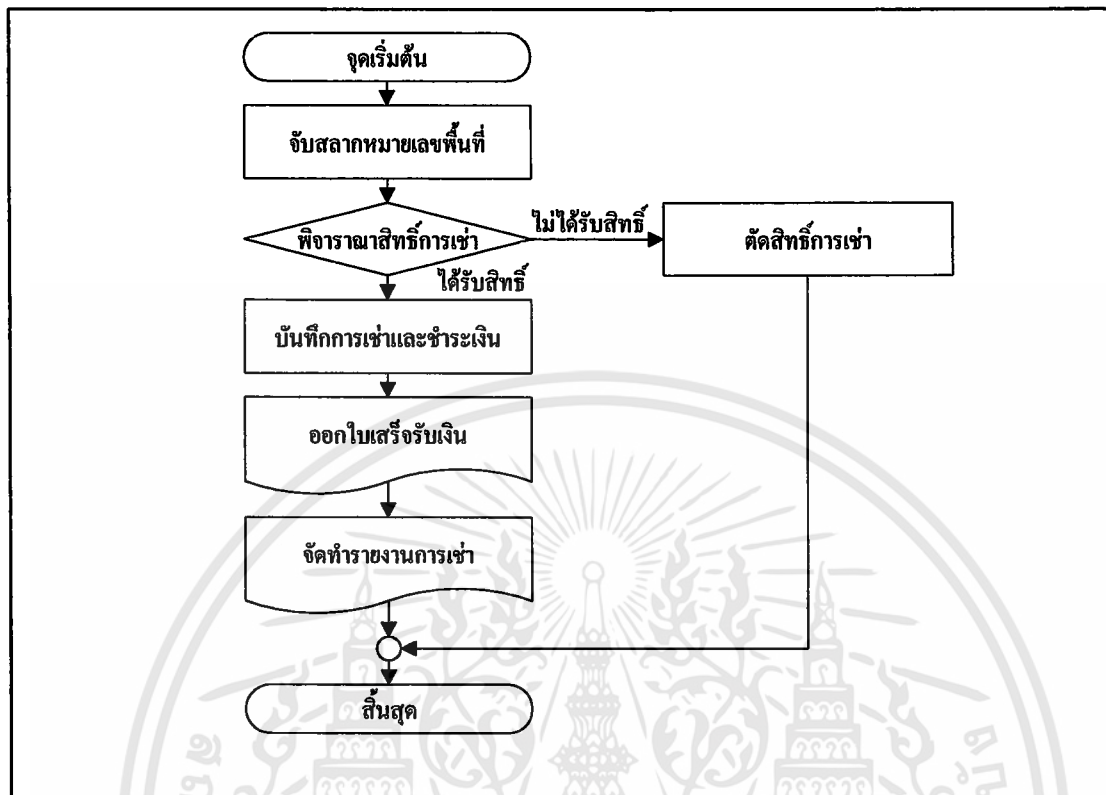 จุดเริ่มต้น
จับสลากหมายเลขพื้นที่
พิจาราณาสิทธิ์การเช่า
ไม่ได้รับสิทธิ์
ตัดสิทธิ์การเช่า
ได้รับสิทธิ์
บันทึกการเช่าและชำระเงิน
ออกใบเสร็จรับเงิน
จัดทำรายงานการเช่า
สิ้นสุด